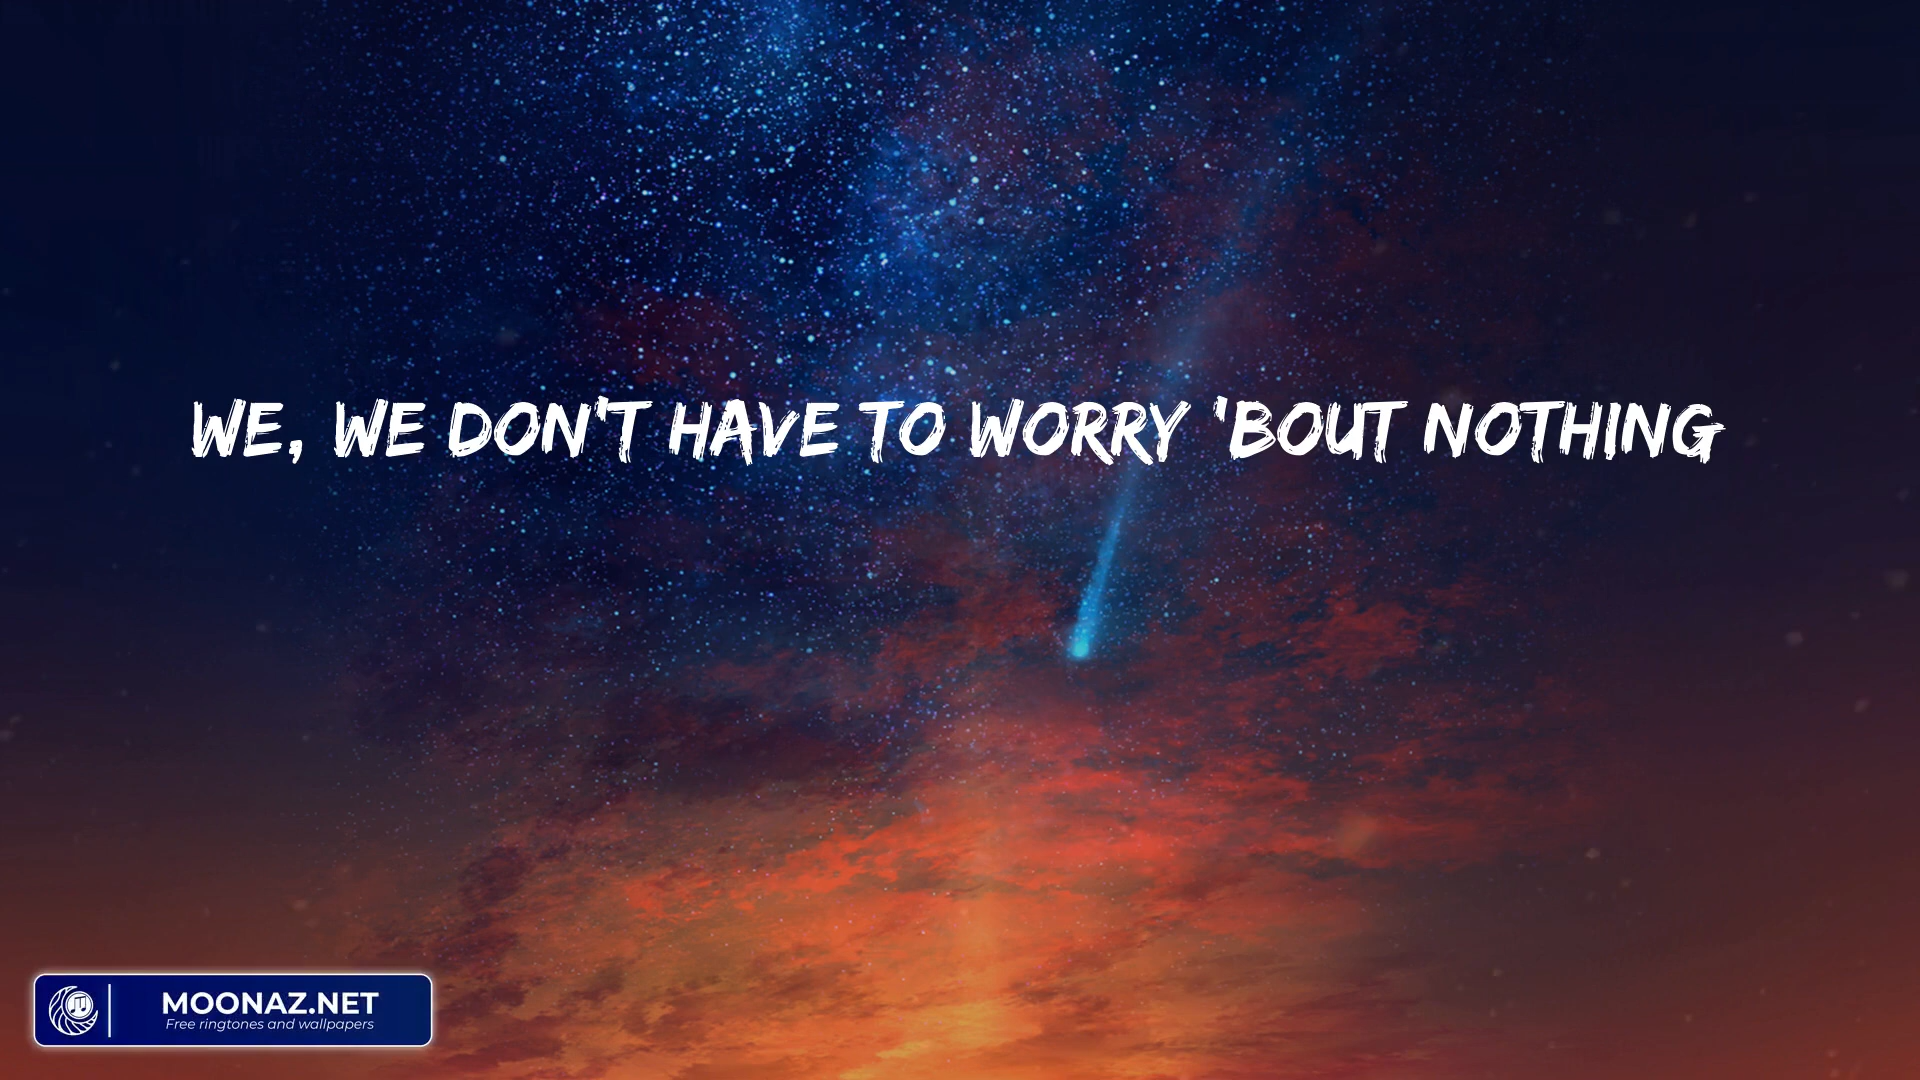 WE, WE DON'T HAVE TO WORRY 'BOUT NOTHING
MOONAZ.NET
Free ringtones and wallpapers